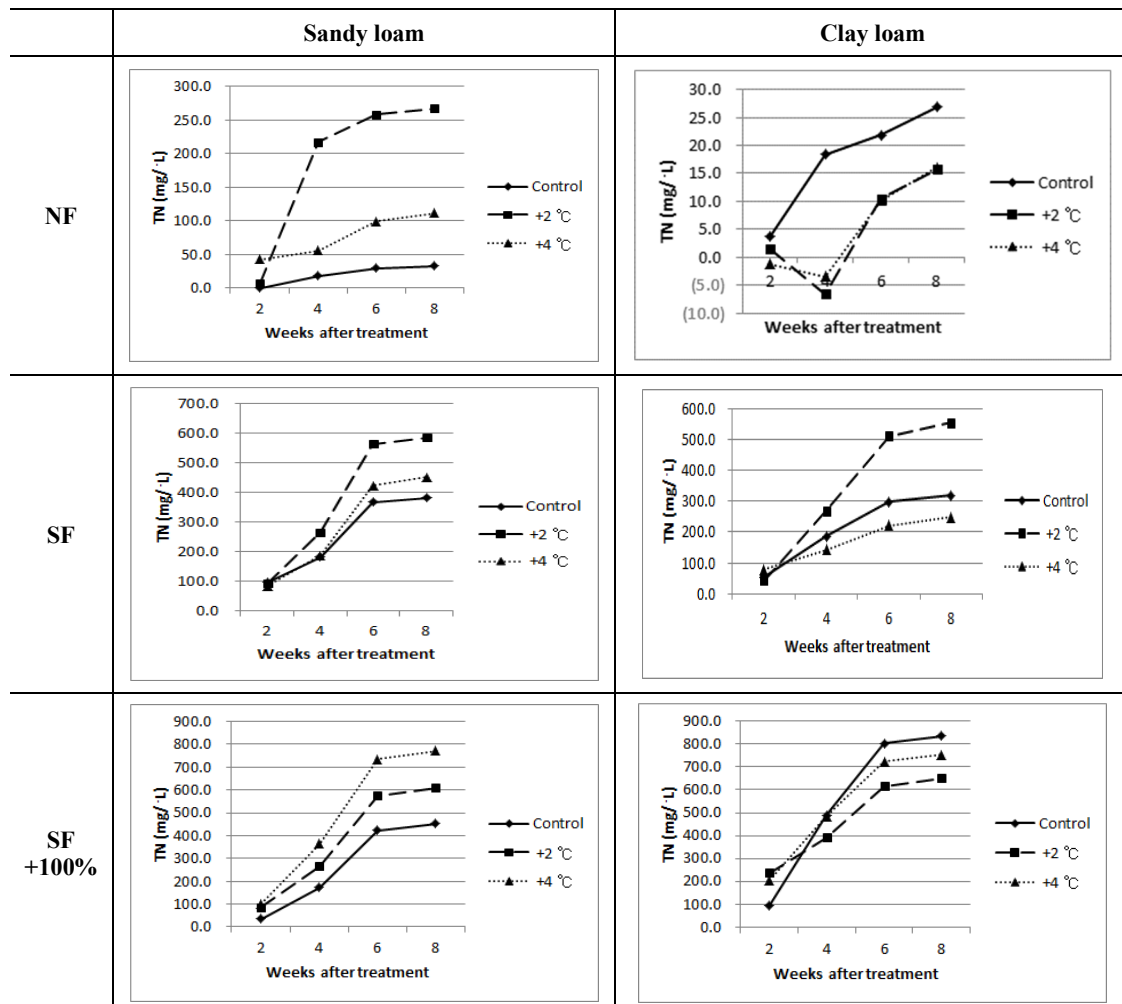 Sandy loam
Clay loam
NF
300.0
250.0
200.0
150.0
100.0
50.0
0.0
TN (mg/·L)
2 4 6 8
Weeks after treatment
Control
+2 ℃
+4 ℃
30.0
25.0
20.0
15.0
10.0
5.0
0.0
(5.0)
(10.0)
TN (mg/·L)
2 4 6 8
Weeks after treatment
Control
+2 ℃
+4 ℃
SF
700.0
600.0
500.0
400.0
300.0
200.0
100.0
0.0
TN (mg/·L)
2 4 6 8
Weeks after treatment
Control
+2 ℃
+4 ℃
600.0
500.0
400.0
300.0
200.0
100.0
0.0
TN (mg/·L)
2 4 6 8
Weeks after treatment
Control
+2 ℃
+4 ℃
SF
+100%
900.0
800.0
700.0
600.0
500.0
400.0
300.0
200.0
100.0
0.0
TN (mg/·L)
2 4 6 8
Weeks after treatment
Control
+2 ℃
+4 ℃
900.0
800.0
700.0
600.0
500.0
400.0
300.0
200.0
100.0
0.0
TN (mg/·L)
2 4 6 8
Weeks after treatment
Control
+2 ℃
+4 ℃